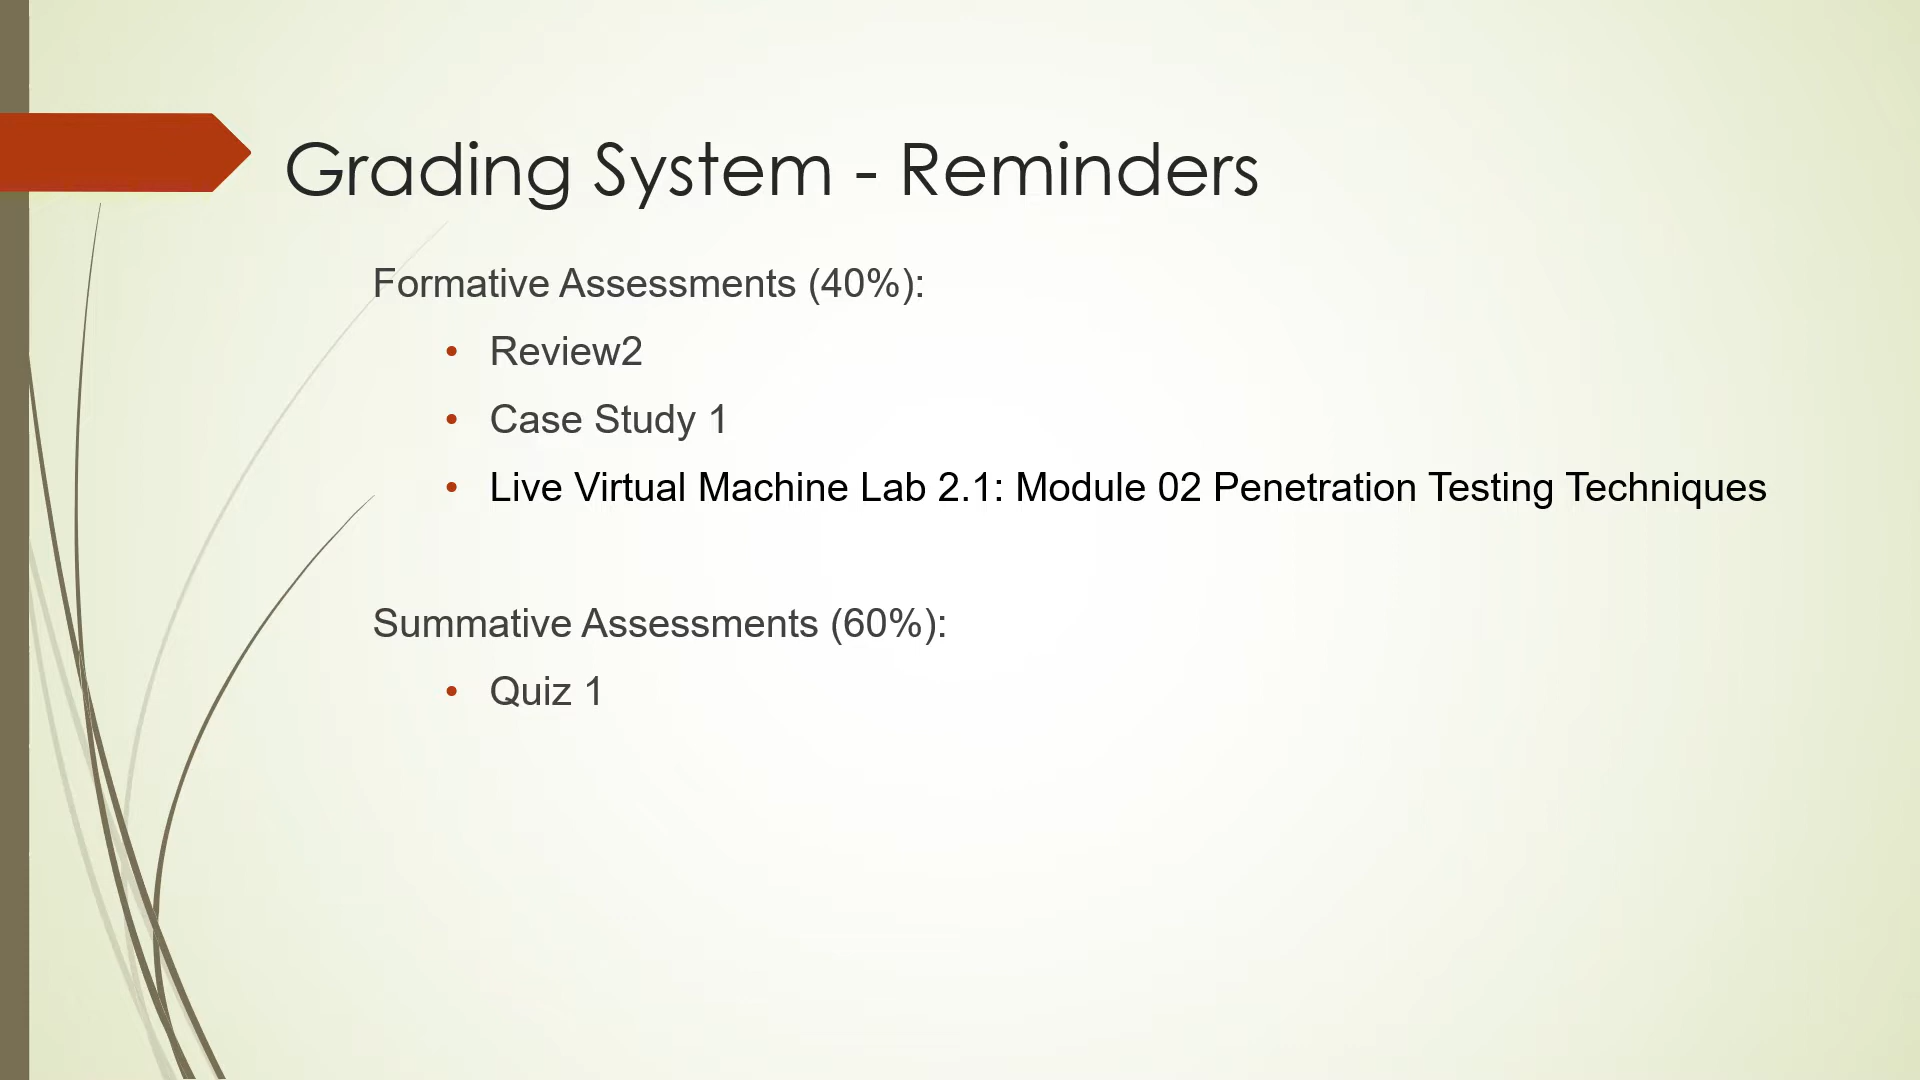 Grading System - Reminders
Formative Assessments (40%):
• Review2
• Case Study 1
• Live Virtual Machine Lab 2.1: Module 02 Penetration Testing Techniques
Summative Assessments (60%):
• Quiz 1